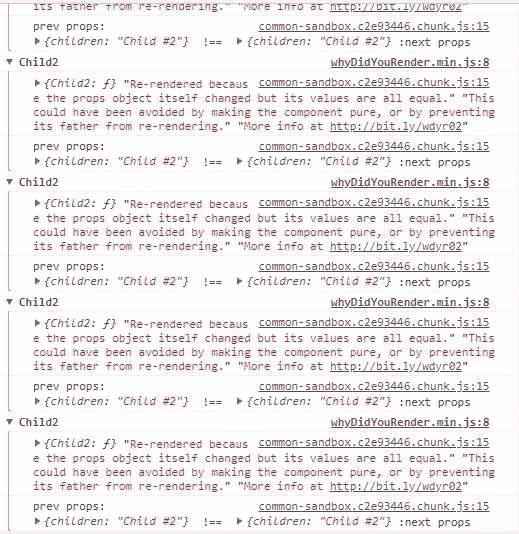 its father from re-rendering." "More info at http://bit.ly/wdyr02"
prev props: common-sandbox.c2e93446.chunk.js:15
▶{children: "Child #2"} !== ▶{children: "Child #2"} :next props
▼ Child2 whyDidYouRender.min.js:8
▶{Child2: ƒ} "Re-rendered becaus common-sandbox.c2e93446.chunk.js:15
e the props object itself changed but its values are all equal." "This
could have been avoided by making the component pure, or by preventing
its father from re-rendering." "More info at http://bit.ly/wdyr02"
prev props: common-sandbox.c2e93446.chunk.js:15
▶{children: "Child #2"} !== ▶{children: "Child #2"} :next props
▼ Child2 whyDidYouRender.min.js:8
▶{Child2: ƒ} "Re-rendered becaus common-sandbox.c2e93446.chunk.js:15
e the props object itself changed but its values are all equal." "This
could have been avoided by making the component pure, or by preventing
its father from re-rendering." "More info at http://bit.ly/wdyr02"
prev props: common-sandbox.c2e93446.chunk.js:15
▶{children: "Child #2"} !== ▶{children: "Child #2"} :next props
▼ Child2 whyDidYouRender.min.js:8
▶{Child2: ƒ} "Re-rendered becaus common-sandbox.c2e93446.chunk.js:15
e the props object itself changed but its values are all equal." "This
could have been avoided by making the component pure, or by preventing
its father from re-rendering." "More info at http://bit.ly/wdyr02"
prev props: common-sandbox.c2e93446.chunk.js:15
▶{children: "Child #2"} !== ▶{children: "Child #2"} :next props
▼ Child2 whyDidYouRender.min.js:8
▶{Child2: ƒ} "Re-rendered becaus common-sandbox.c2e93446.chunk.js:15
e the props object itself changed but its values are all equal." "This
could have been avoided by making the component pure, or by preventing
its father from re-rendering." "More info at http://bit.ly/wdyr02"
prev props: common-sandbox.c2e93446.chunk.js:15
▶{children: "Child #2"} !== ▶{children: "Child #2"} :next props